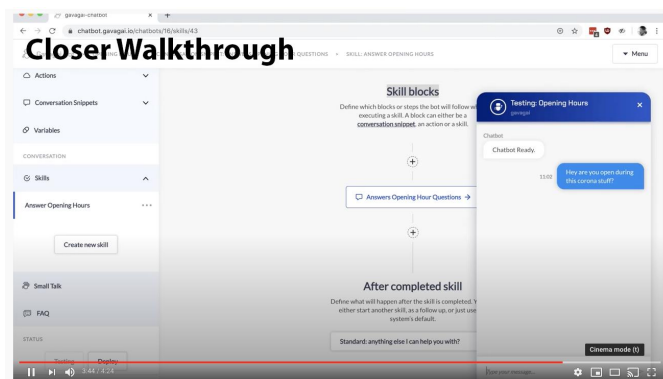 gavagai-chatbot
chatbot.gavagai.io/chatbots/16/skills/43
Closer Walkthrough
QUESTIONS • SKILL: ANSWER OPENING HOURS
Menu
Actions
Conversation Snippets
Variables
CONVERSATION
Skills
Answer Opening Hours
Create new skill
Small Talk
FAQ
STATUS
Testing Deploy
Skill blocks
Define which blocks or steps the bot will follow
executing a skill. A block can either be a
conversation snippet, an action or a skill.
Answers Opening Hour Questions
After completed skill
Define what will happen after the skill is completed.
either start another skill, as a follow up, or just use
system's default.
Standard: anything else I can help you with?
Testing: Opening Hours
gavagai
Chatbot
Chatbot Ready.
11:02
Hey are you open during
this corona stuff?
Cinema mode (t)
Type your message...
3:44 / 4:24